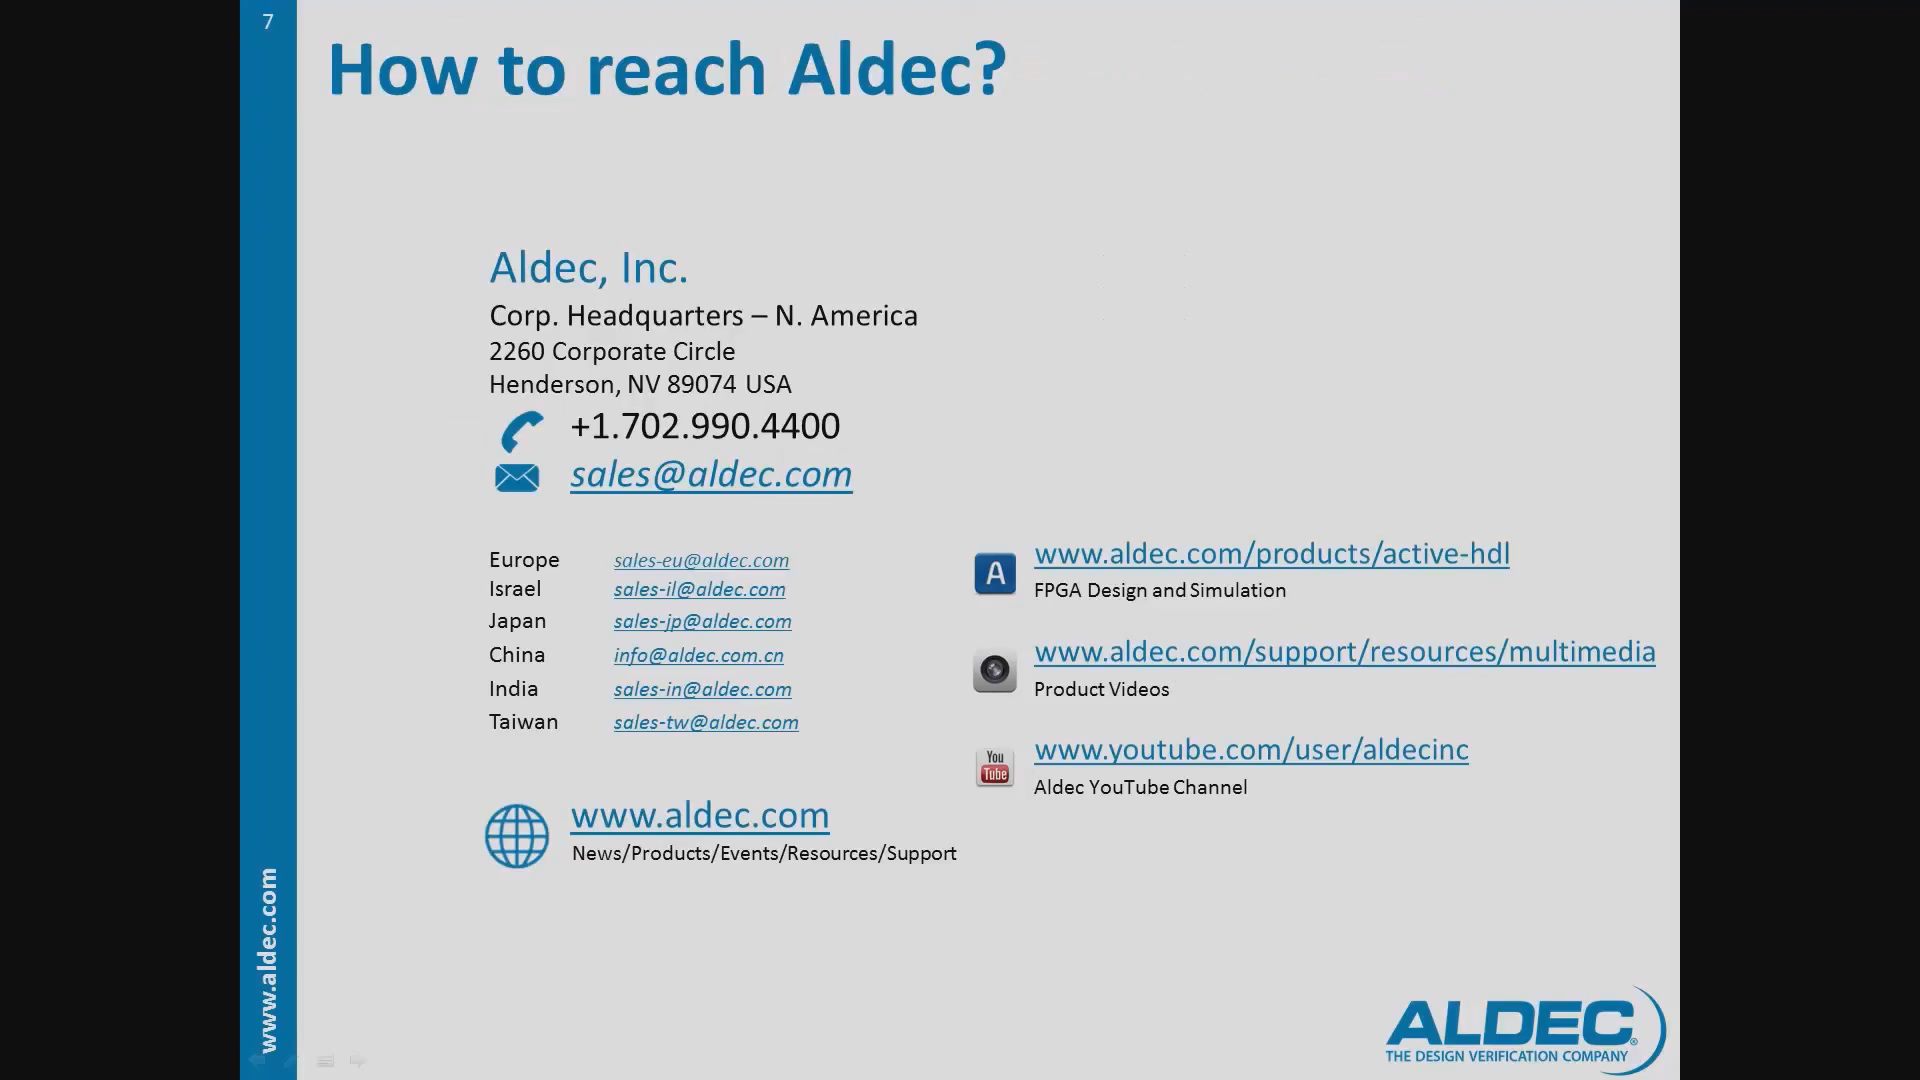 7
How to reach Aldec?
Aldec, Inc.
Corp. Headquarters – N. America
2260 Corporate Circle
Henderson, NV 89074 USA
+1.702.990.4400
sales@aldec.com
Europe sales-eu@aldec.com
Israel sales-il@aldec.com
Japan sales-jp@aldec.com
China info@aldec.com.cn
India sales-in@aldec.com
Taiwan sales-tw@aldec.com
www.aldec.com
News/Products/Events/Resources/Support
A
www.aldec.com/products/active-hdl
FPGA Design and Simulation
www.aldec.com/support/resources/multimedia
Product Videos
You
Tube
www.youtube.com/user/aldecinc
Aldec YouTube Channel
www.aldec.com
ALDEC®
THE DESIGN VERIFICATION COMPANY